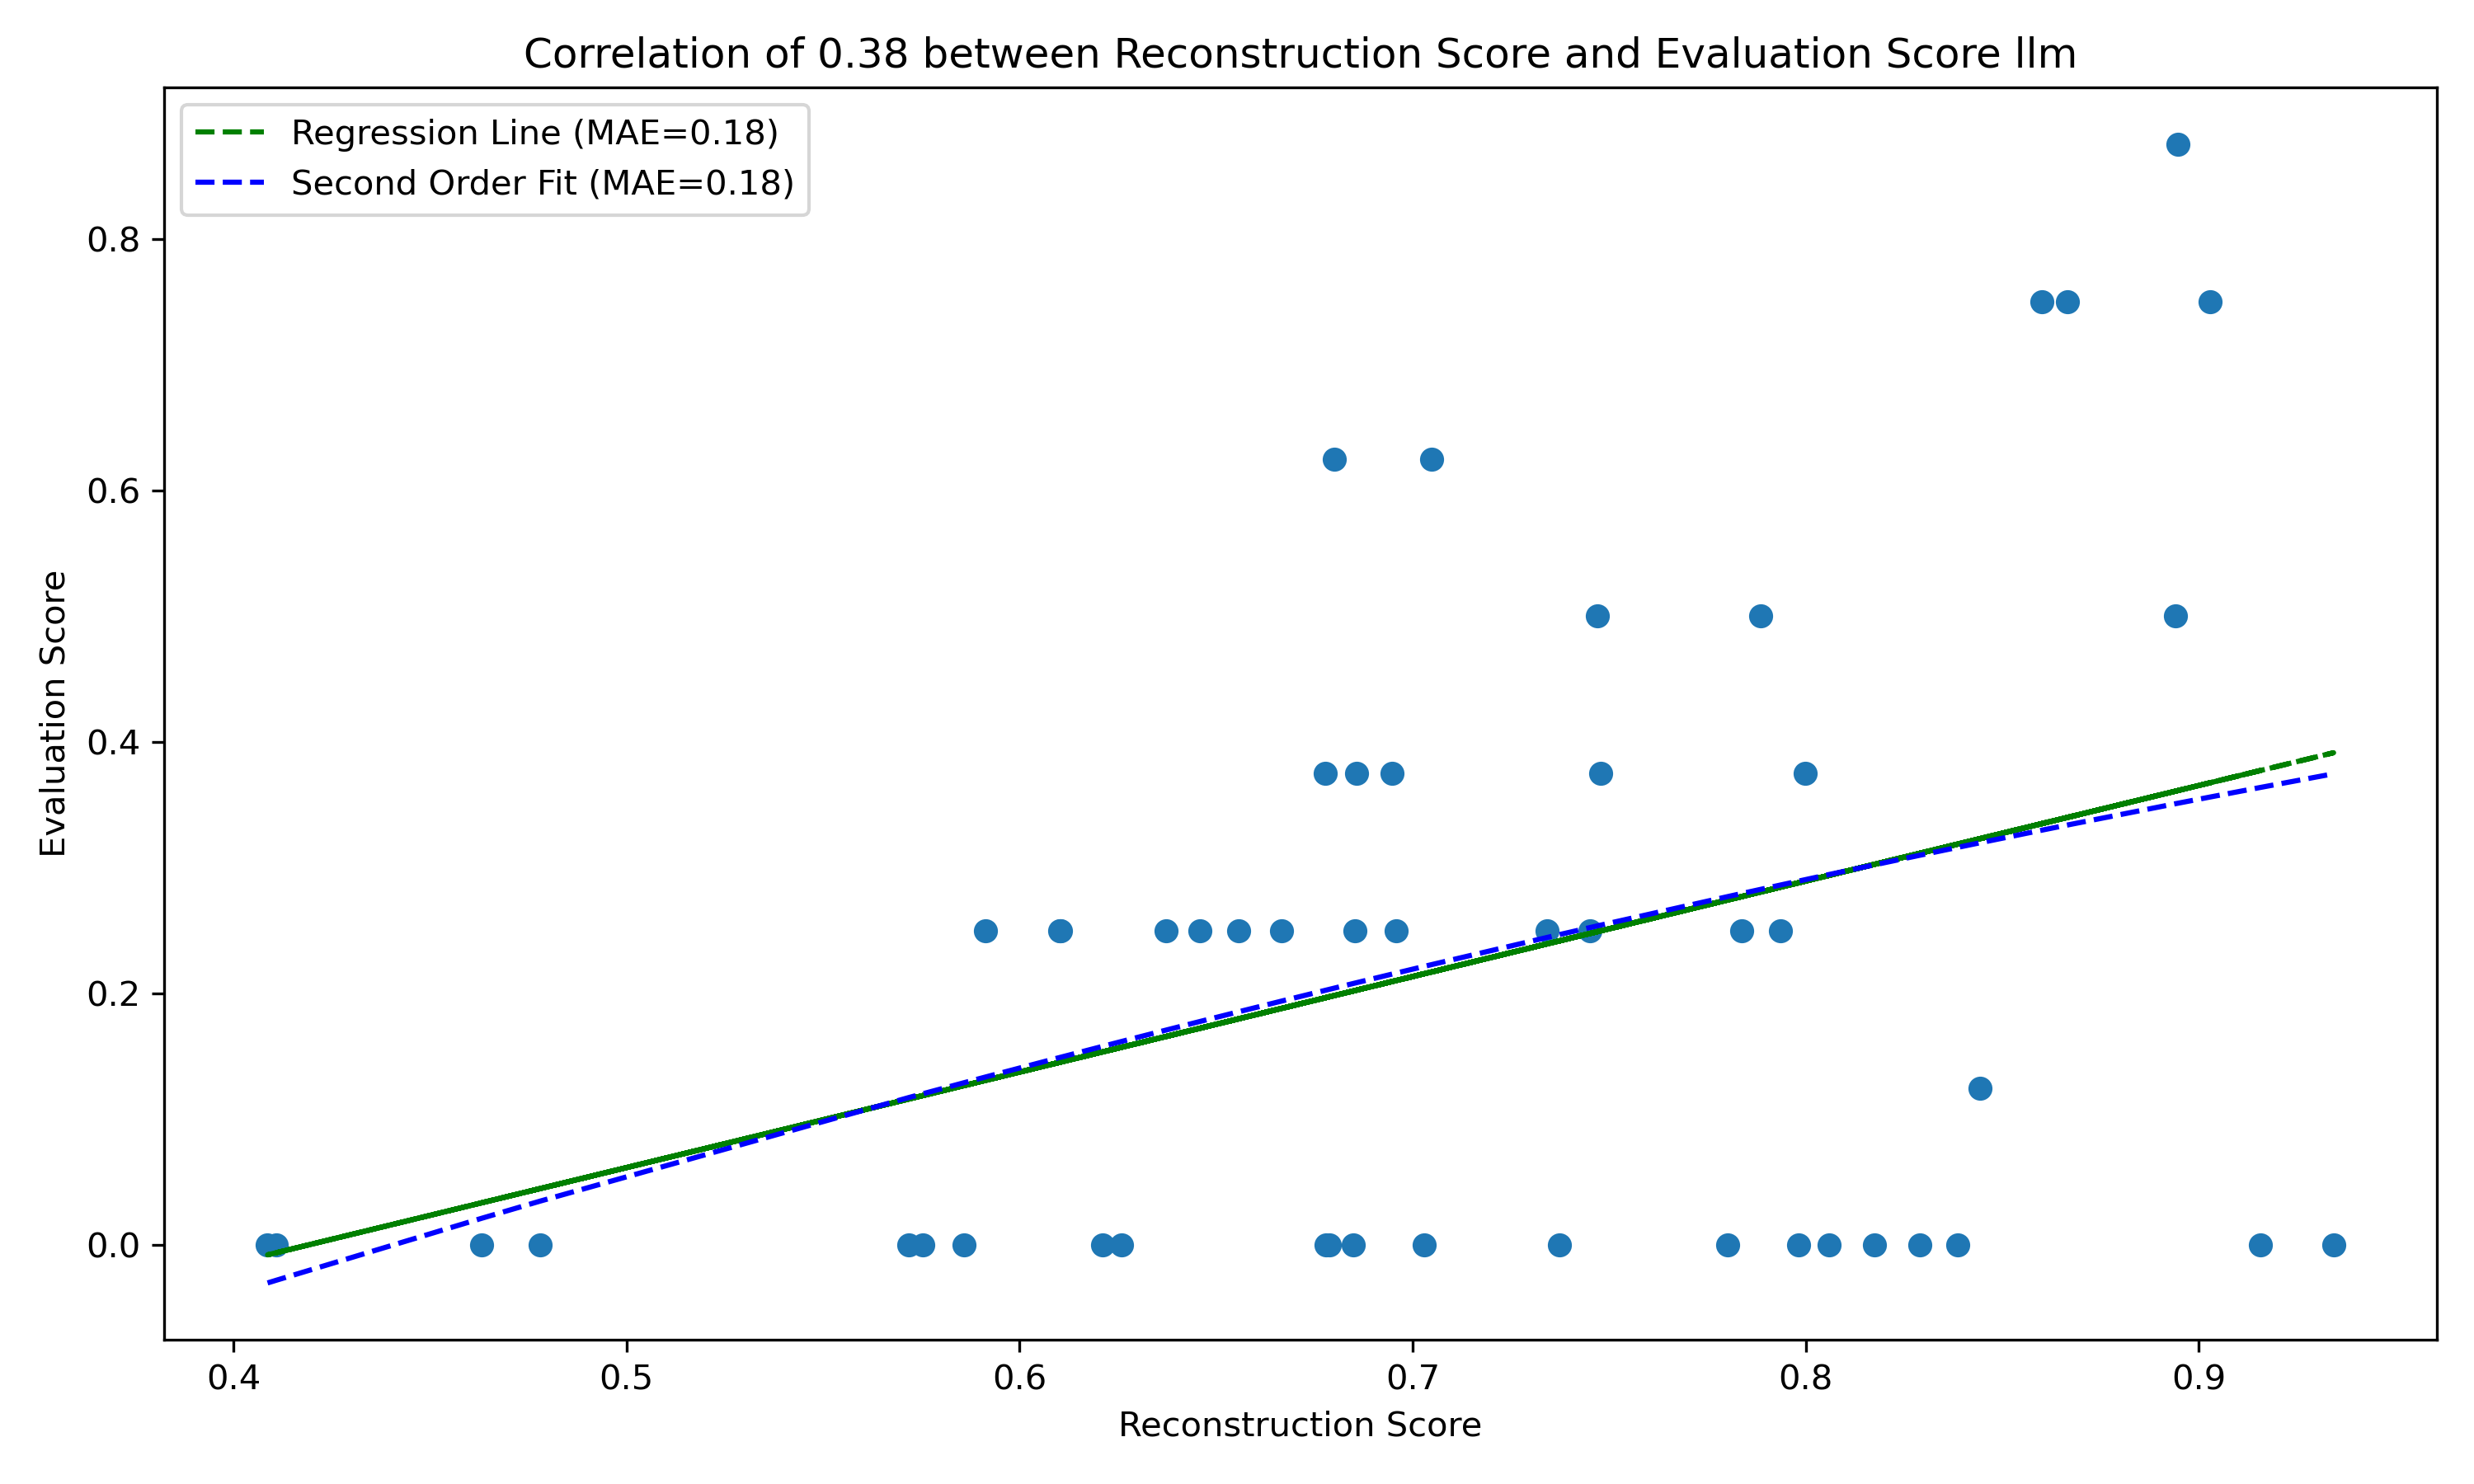 Correlation of 0.38 between Reconstruction Score and Evaluation Score llm
Regression Line (MAE=0.18)
Second Order Fit (MAE=0.18)
Evaluation Score
0.8
0.6
0.4
0.2
0.0
0.4 0.5 0.6 0.7 0.8 0.9
Reconstruction Score